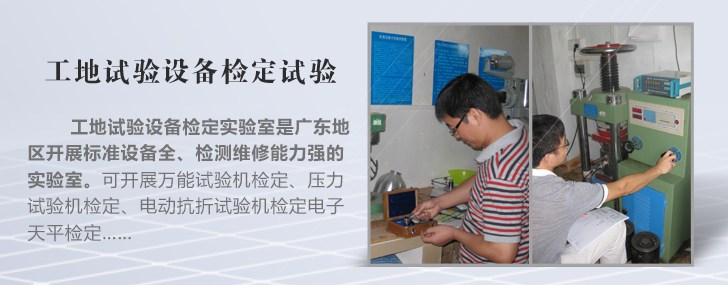 工地试验设备检定试验
工地试验设备检定实验室是广东地
区开展标准设备全、检测维修能力强的
实验室。可开展万能试验机检定、压力
试验机检定、电动抗折试验机检定电子
天平检定......